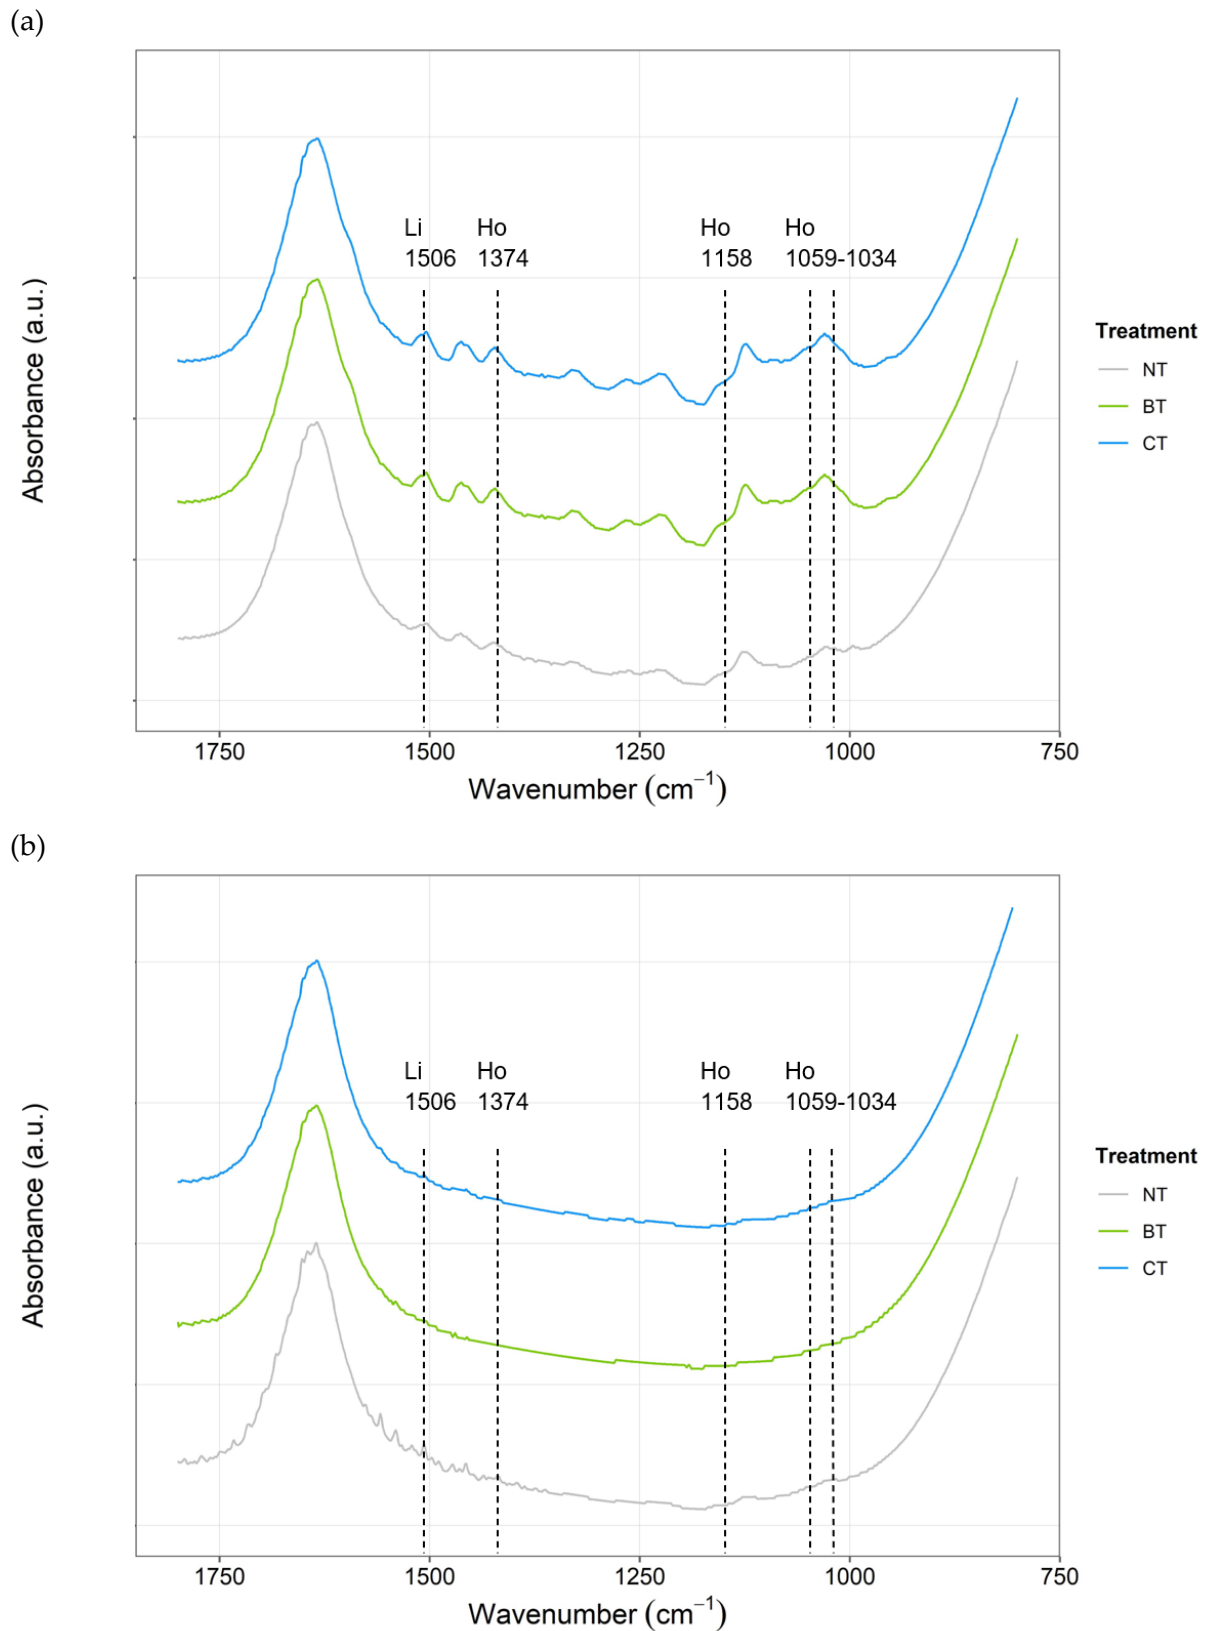 (a)
Absorbance (a.u.)
Li Ho Ho Ho
1506 1374 1158 1059-1034
1750 1500 1250 1000 750
Wavenumber (cm⁻¹)
Treatment
NT
BT
CT
(b)
Absorbance (a.u.)
Li Ho Ho Ho
1506 1374 1158 1059-1034
1750 1500 1250 1000 750
Wavenumber (cm⁻¹)
Treatment
NT
BT
CT